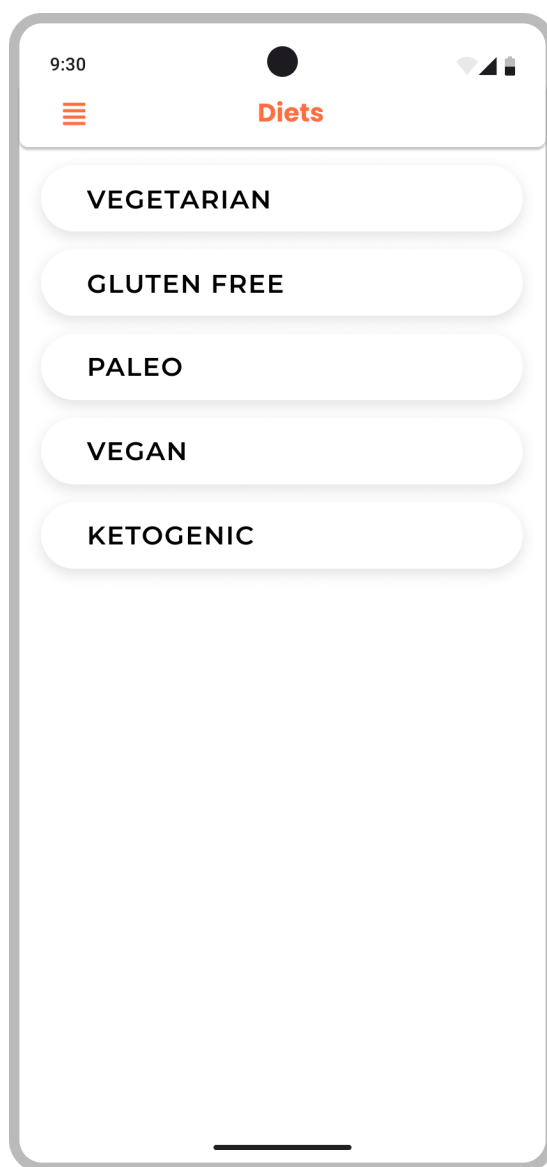 9:30
Diets
VEGETARIAN
GLUTEN FREE
PALEO
VEGAN
KETOGENIC